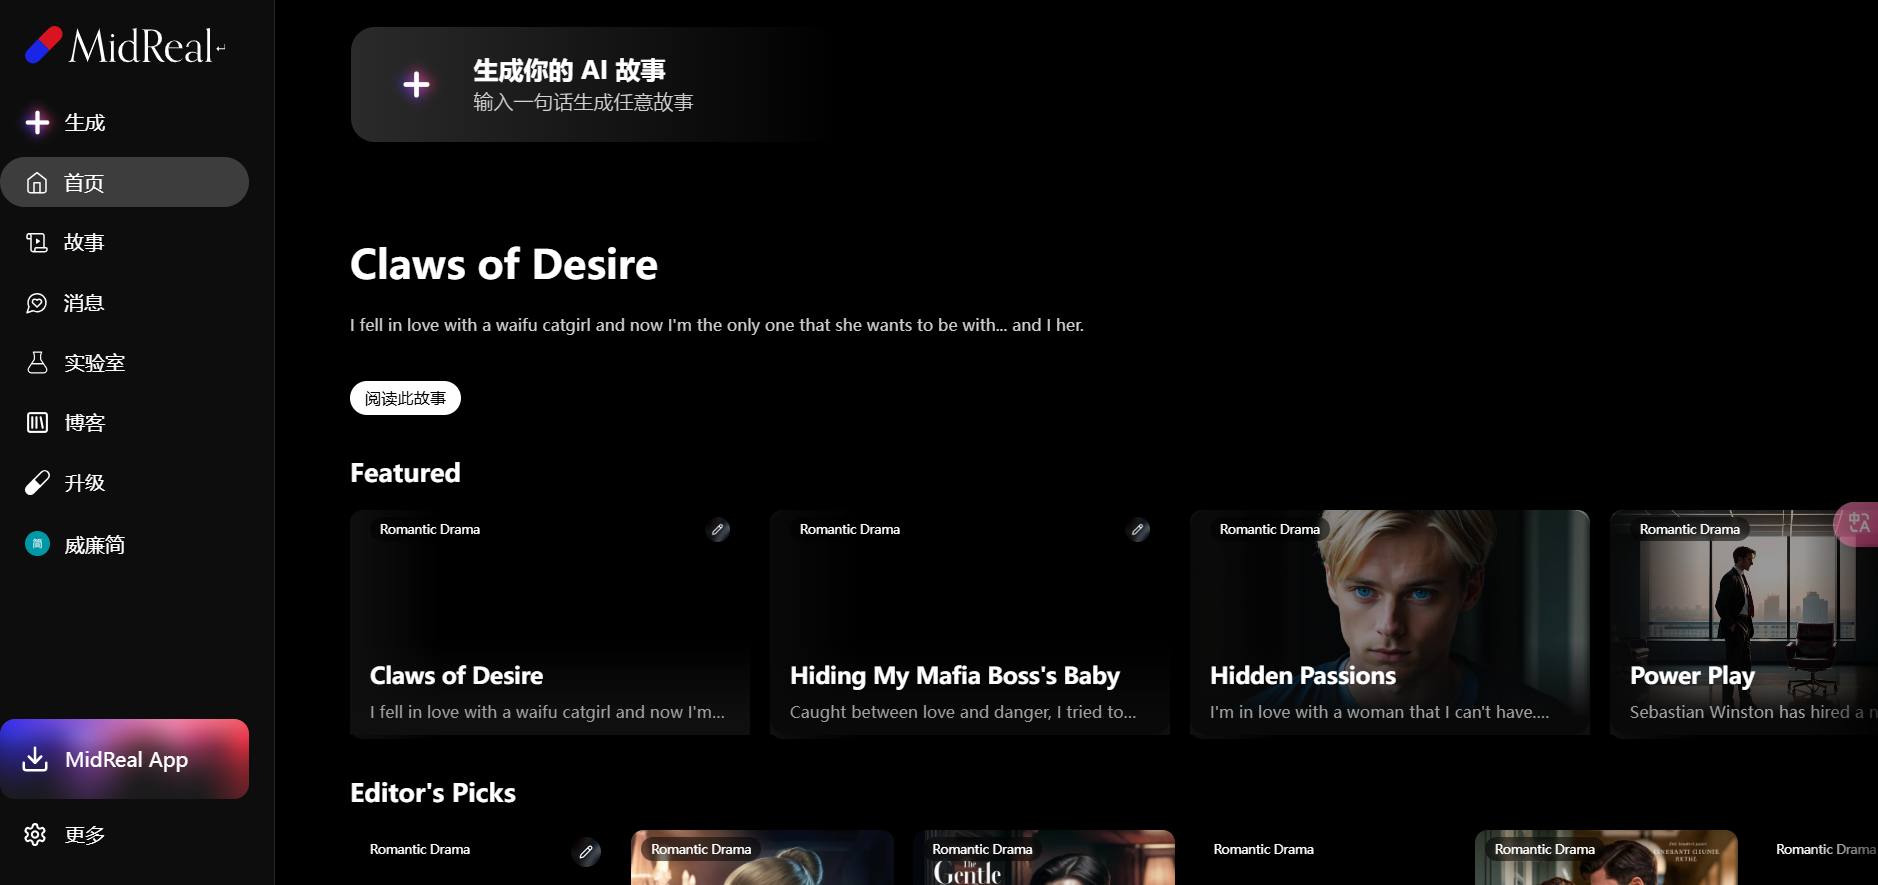 MidReal
生成
首页
故事
消息
实验室
博客
升级
简
威廉简
MidReal App
更多
生成你的 AI 故事
输入一句话生成任意故事
Claws of Desire
I fell in love with a waifu catgirl and now I'm the only one that she wants to be with... and I her.
阅读此故事
Featured
Romantic Drama
Claws of Desire
I fell in love with a waifu catgirl and now I'm...
Romantic Drama
Hiding My Mafia Boss's Baby
Caught between love and danger, I tried to...
Romantic Drama
Hidden Passions
I'm in love with a woman that I can't have....
Romantic Drama
Power Play
Sebastian Winston has hired a n
中A
Editor's Picks
Romantic Drama
Romantic Drama
Romantic Drama
The
Gentle
Romantic Drama
Romantic Drama
Romantic Drama